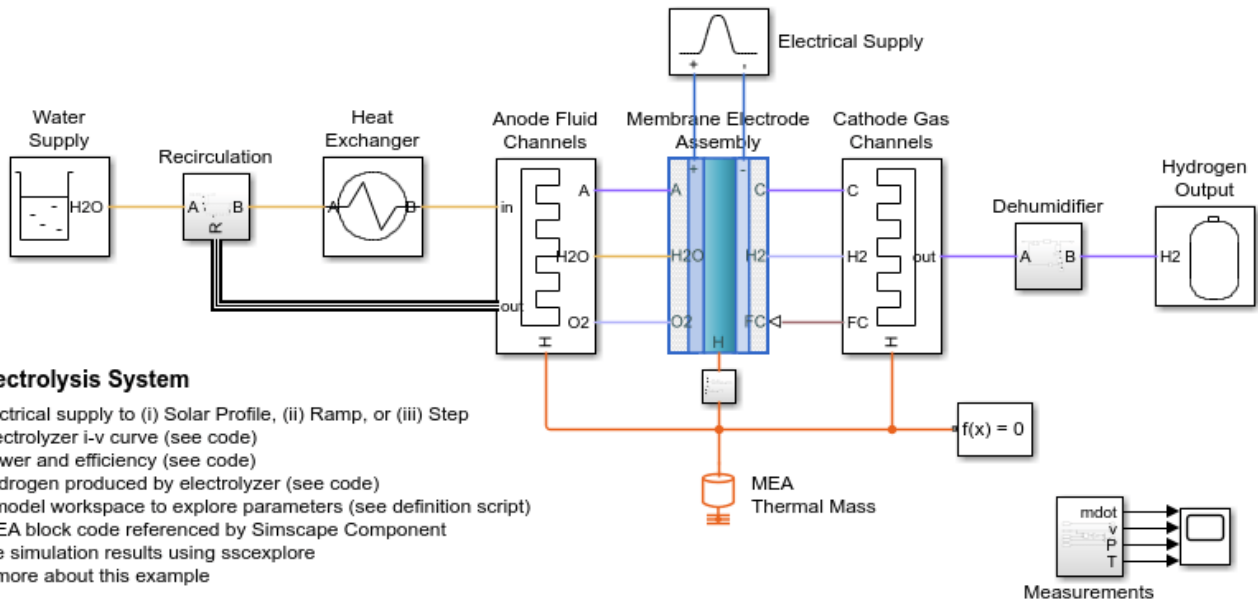 Electrical Supply
+ -
Water
Supply
H2O
Recirculation
A B
R
Heat
Exchanger
A B
Anode Fluid
Channels
in
out
A
H2O
O2
H
Membrane Electrode
Assembly
+ -
A C
H2O H2
O2 FC
H
Cathode Gas
Channels
C
H2
FC
out
H
Dehumidifier
A B
Hydrogen
Output
H2
f(x) = 0
MEA
Thermal Mass
ectrolysis System
ctrical supply to (i) Solar Profile, (ii) Ramp, or (iii) Step
ectrolyzer i-v curve (see code)
wer and efficiency (see code)
drogen produced by electrolyzer (see code)
model workspace to explore parameters (see definition script)
EA block code referenced by Simscape Component
e simulation results using sscexplore
more about this example
mdot
v
P
T
Measurements